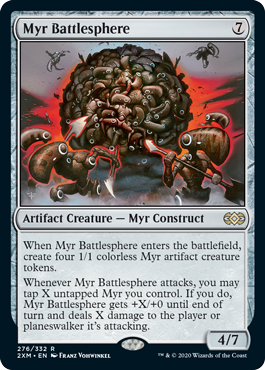 Myr Battlesphere 7
Artifact Creature — Myr Construct
When Myr Battlesphere enters the battlefield,
create four 1/1 colorless Myr artifact creature
tokens.
Whenever Myr Battlesphere attacks, you may
tap X untapped Myr you control. If you do,
Myr Battlesphere gets +X/+0 until end of
turn and deals X damage to the player or
planeswalker it's attacking.
4/7
276/332 R
2XM • EN Franz Vohwinkel ™ & © 2020 Wizards of the Coast